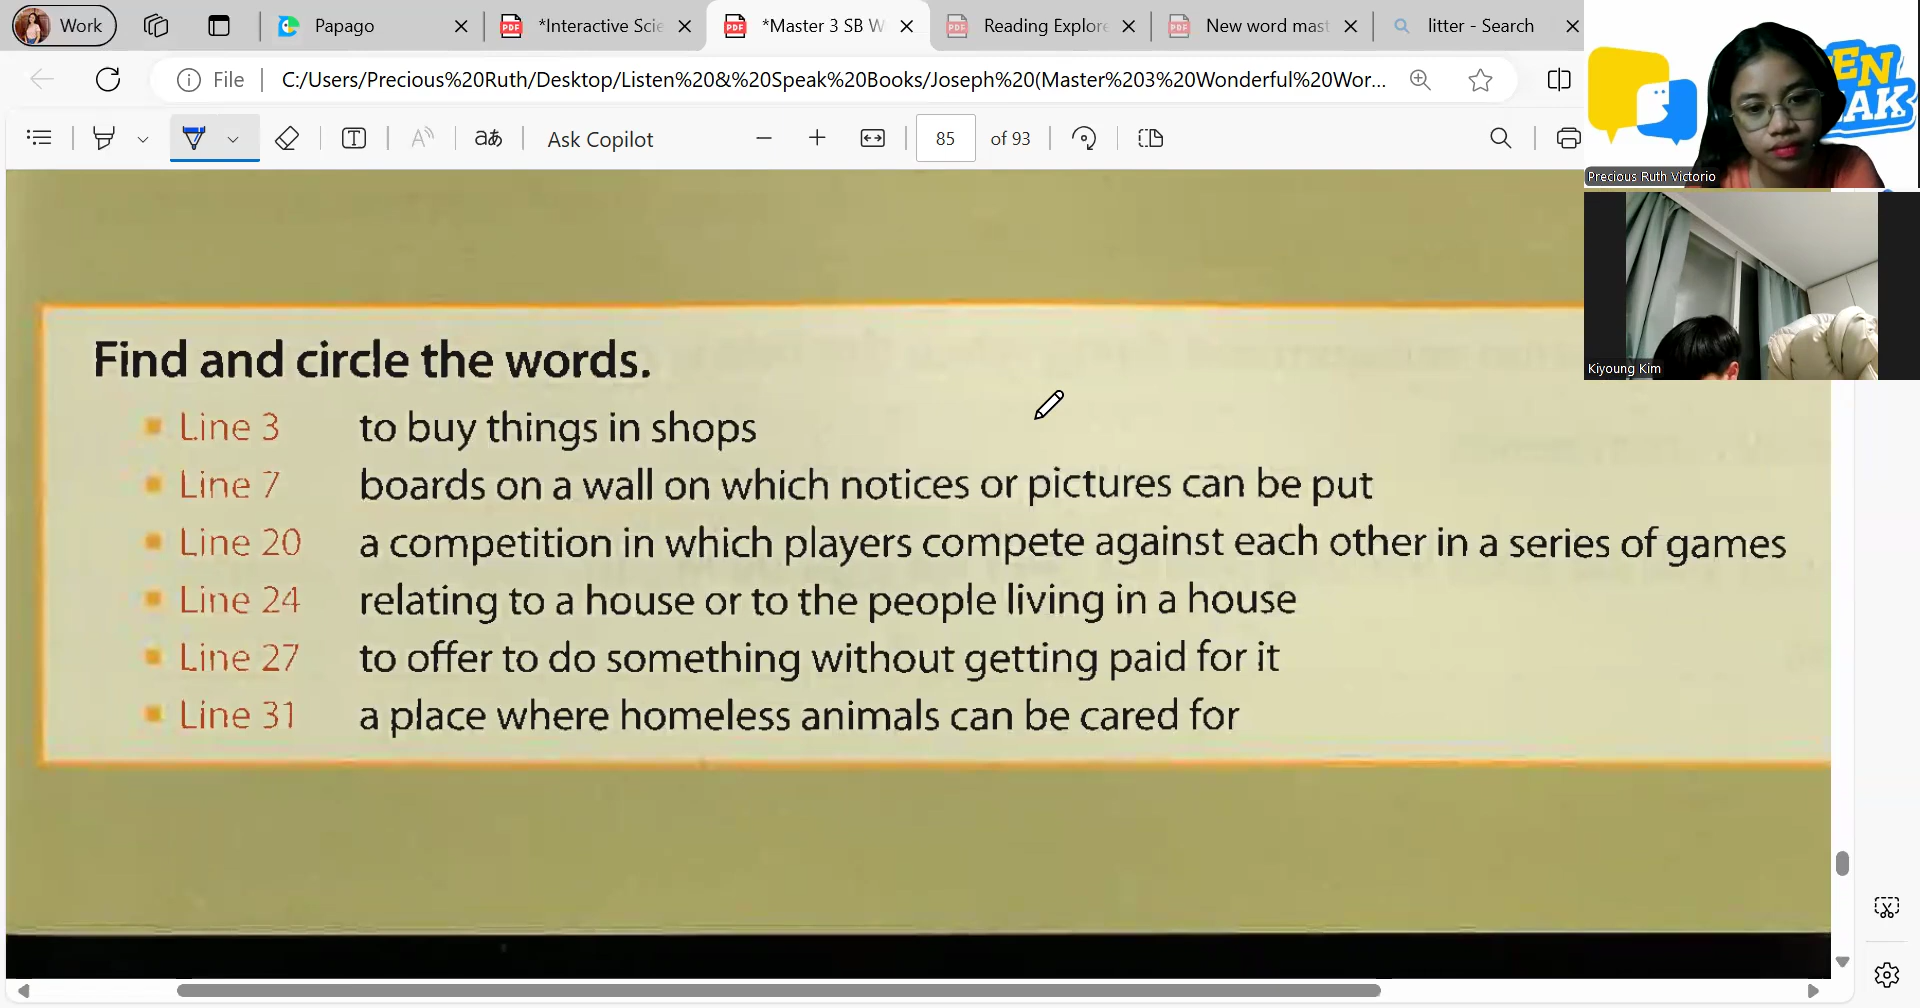 Work
Papago
*Interactive Scie
*Master 3 SB W
Reading Explore
New word mast
litter - Search
File
C:/Users/Precious%20Ruth/Desktop/Listen%20&%20Speak%20Books/Joseph%20(Master%203%20Wonderful%20Wor...
aあ
Ask Copilot
85
of 93
EN
EAK
Precious Ruth Victorio
Kiyoung Kim
Find and circle the words.
Line 3 to buy things in shops
Line 7 boards on a wall on which notices or pictures can be put
Line 20 a competition in which players compete against each other in a series of games
Line 24 relating to a house or to the people living in a house
Line 27 to offer to do something without getting paid for it
Line 31 a place where homeless animals can be cared for